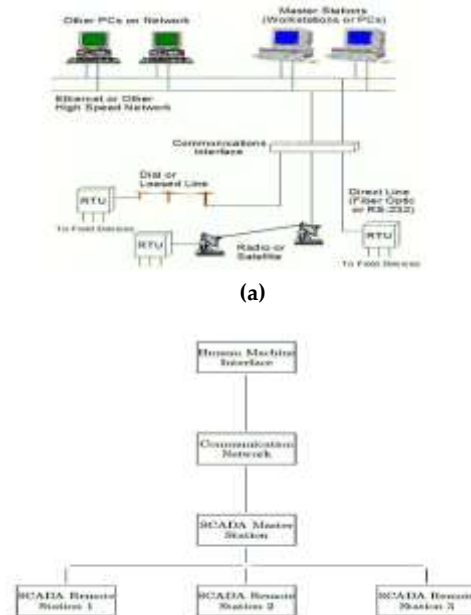 Other PCs on Network
Master Stations
(Workstations or PCs)
Ethernet or Other
High Speed Network
Communications
Interface
Dial or
Leased Line
RTU
To Field Devices
Direct Line
(Fiber Optic
or RS-232)
RTU
Radio or
Satellite
RTU
To Field Devices
(a)
Human Machine
Interface
Communication
Network
SCADA Master
Station
SCADA Remote
Station 1
SCADA Remote
Station 2
SCADA Remote
Station 3